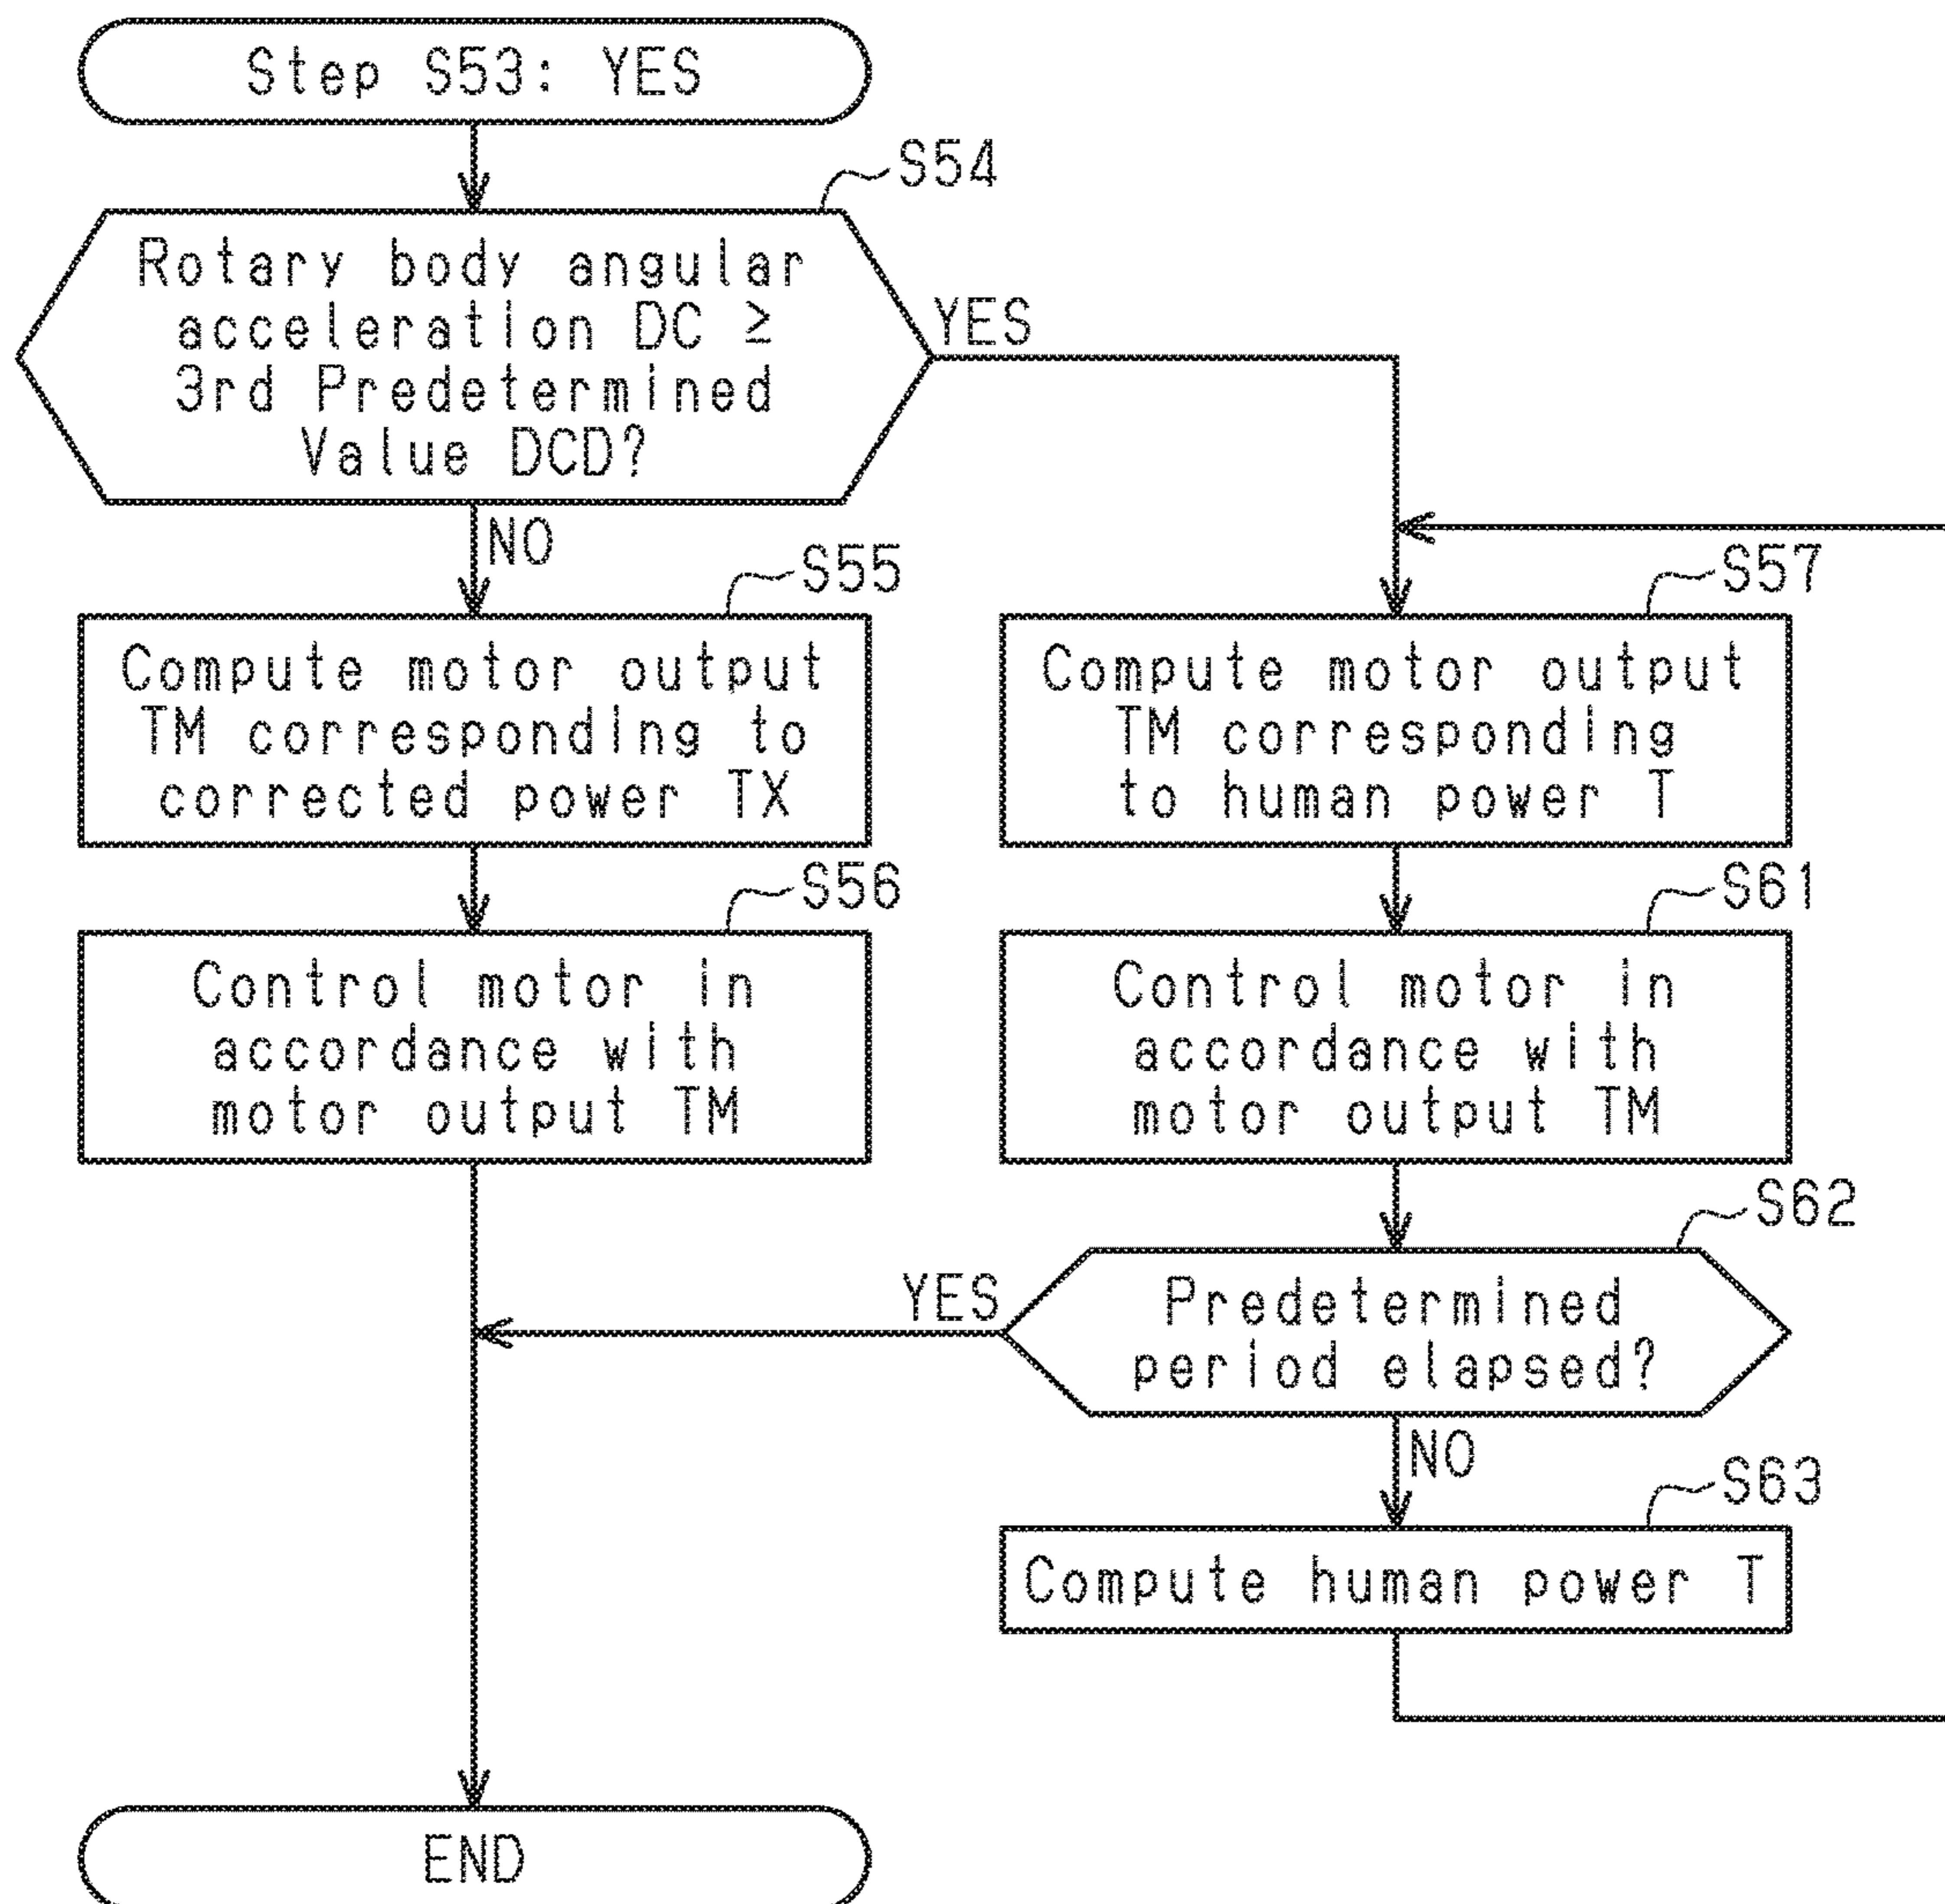 Step S53: YES
S54
Rotary body angular
acceleration DC ≥
3rd Predetermined
Value DCD?
YES
NO
S55
Compute motor output
TM corresponding to
corrected power TX
S56
Control motor in
accordance with
motor output TM
S57
Compute motor output
TM corresponding
to human power T
S61
Control motor in
accordance with
motor output TM
S62
Predetermined
period elapsed?
YES
NO
S63
Compute human power T
END